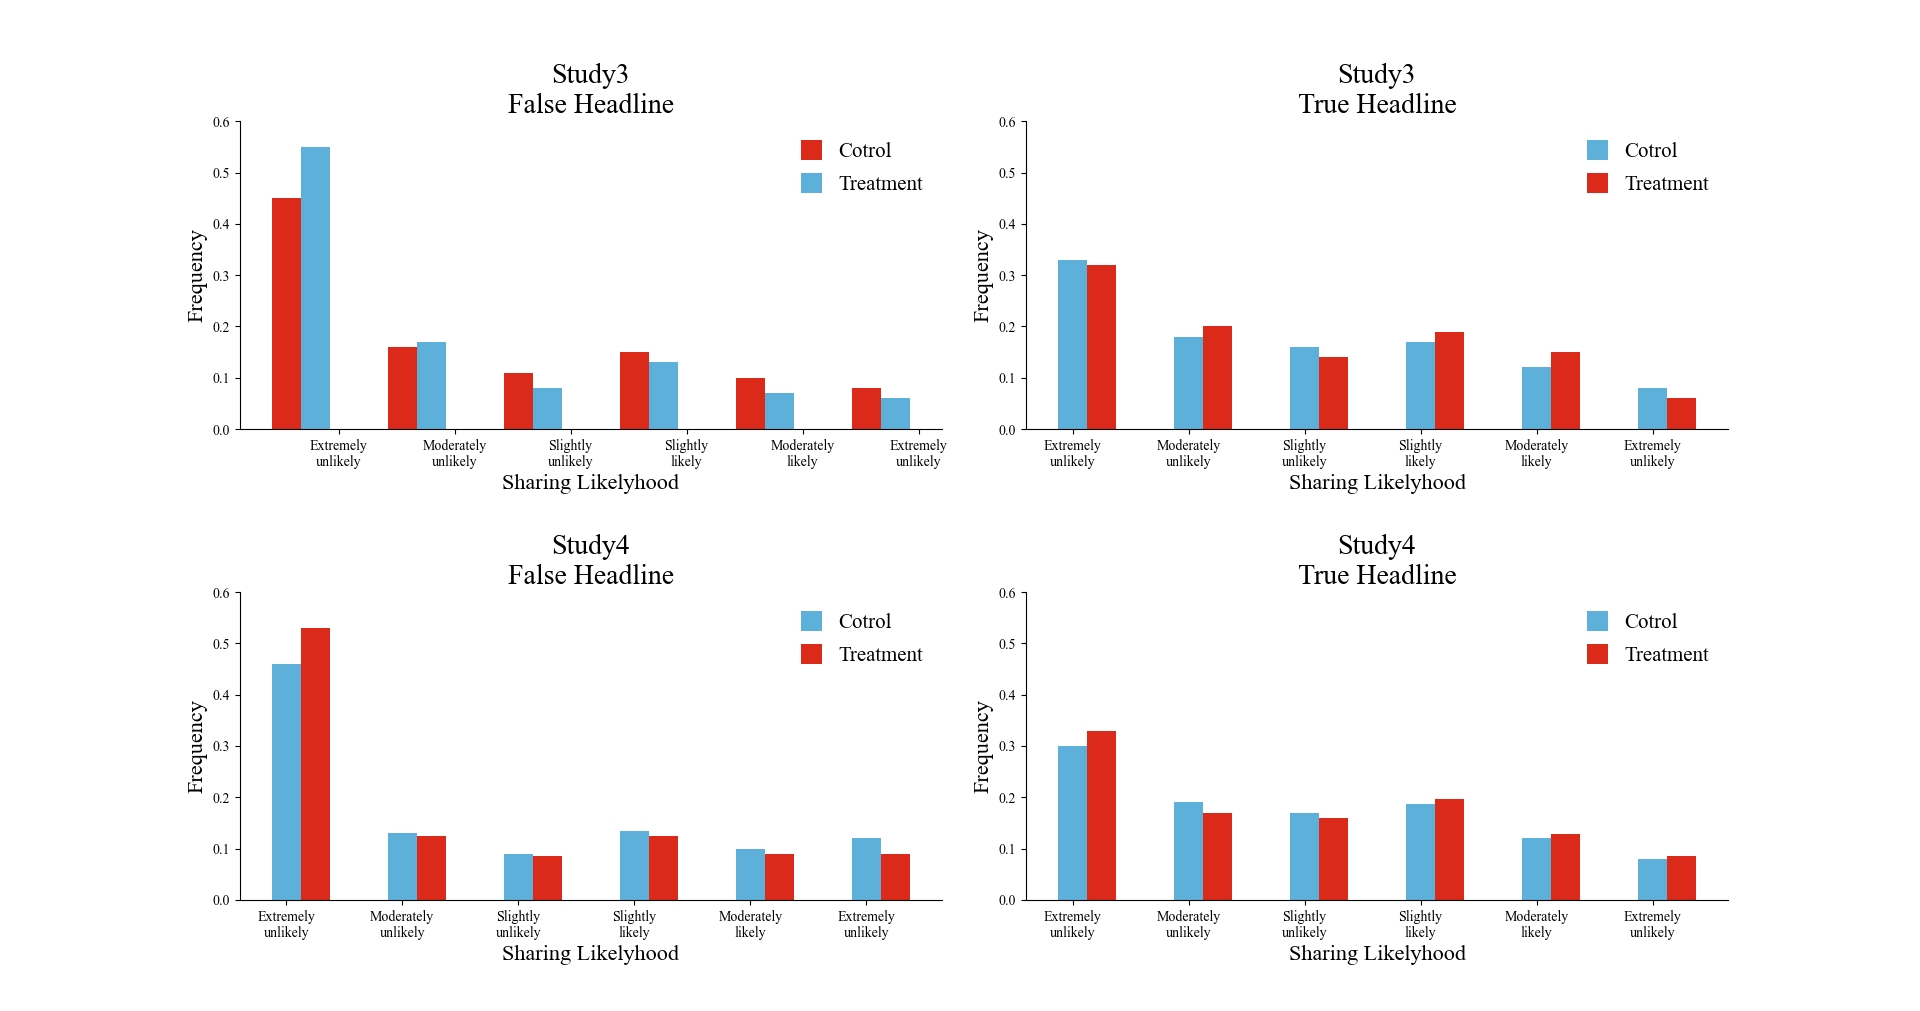 Study3
False Headline
0.6
0.5
0.4
0.3
0.2
0.1
0.0
Frequency
Cotrol
Treatment
Extremely unlikely
Moderately unlikely
Slightly unlikely
Slightly likely
Moderately likely
Extremely unlikely
Sharing Likelyhood
Study3
True Headline
0.6
0.5
0.4
0.3
0.2
0.1
0.0
Frequency
Cotrol
Treatment
Extremely unlikely
Moderately unlikely
Slightly unlikely
Slightly likely
Moderately likely
Extremely unlikely
Sharing Likelyhood
Study4
False Headline
0.6
0.5
0.4
0.3
0.2
0.1
0.0
Frequency
Cotrol
Treatment
Extremely unlikely
Moderately unlikely
Slightly unlikely
Slightly likely
Moderately likely
Extremely unlikely
Sharing Likelyhood
Study4
True Headline
0.6
0.5
0.4
0.3
0.2
0.1
0.0
Frequency
Cotrol
Treatment
Extremely unlikely
Moderately unlikely
Slightly unlikely
Slightly likely
Moderately likely
Extremely unlikely
Sharing Likelyhood